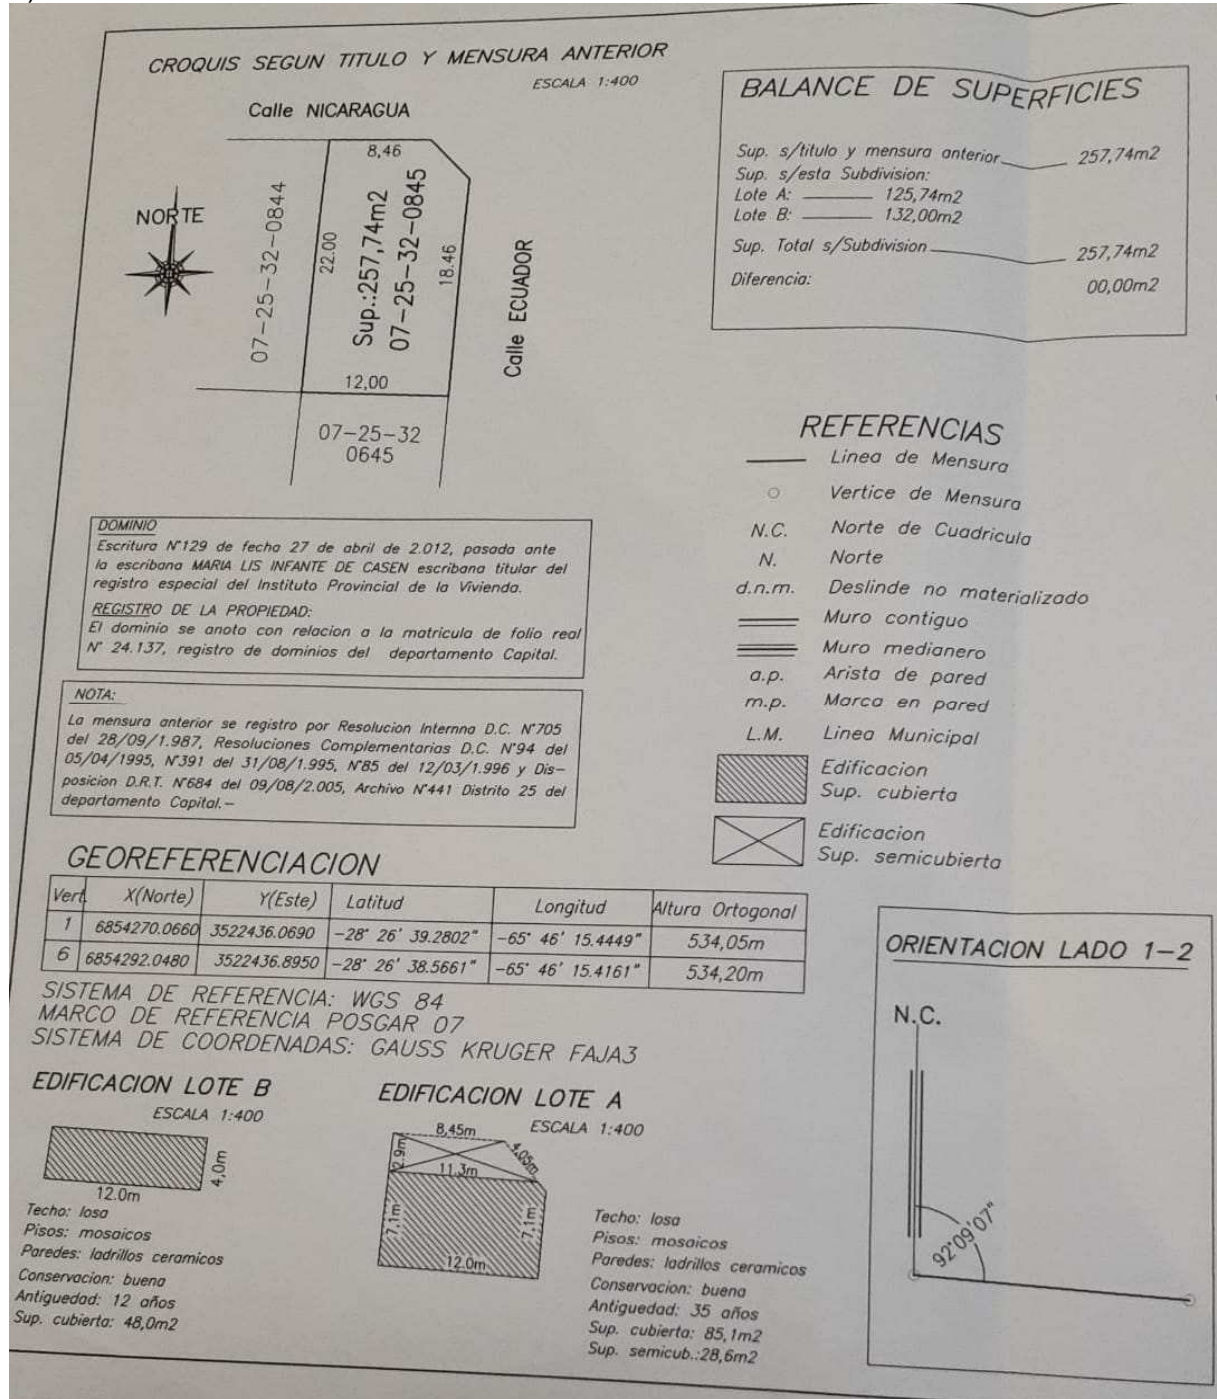 CROQUIS SEGUN TITULO Y MENSURA ANTERIOR
ESCALA 1:400
Calle NICARAGUA
8,46
NORTE
07-25-32-0844
22.00
Sup.:257,74m2
07-25-32-0845
18.46
Calle ECUADOR
12,00
07-25-32
0645
BALANCE DE SUPERFICIES
Sup. s/titulo y mensura anterior 257,74m2
Sup. s/esta Subdivision:
Lote A: 125,74m2
Lote B: 132,00m2
Sup. Total s/Subdivision 257,74m2
Diferencia: 00,00m2
REFERENCIAS
Linea de Mensura
Vertice de Mensura
N.C. Norte de Cuadricula
N. Norte
d.n.m. Deslinde no materializado
Muro contiguo
Muro medianero
a.p. Arista de pared
m.p. Marca en pared
L.M. Linea Municipal
Edificacion
Sup. cubierta
Edificacion
Sup. semicubierta
DOMINIO
Escritura N°129 de fecha 27 de abril de 2.012, pasada ante
la escribana MARIA LIS INFANTE DE CASEN escribana titular del
registro especial del Instituto Provincial de la Vivienda.
REGISTRO DE LA PROPIEDAD:
El dominio se anoto con relacion a la matricula de folio real
N° 24.137, registro de dominios del departamento Capital.
NOTA:
La mensura anterior se registro por Resolucion Internna D.C. N°705
del 28/09/1.987, Resoluciones Complementarias D.C. N°94 del
05/04/1995, N°391 del 31/08/1.995, N°85 del 12/03/1.996 y Dis-
posicion D.R.T. N°684 del 09/08/2.005, Archivo N°441 Distrito 25 del
departamento Capital.-
GEOREFERENCIACION
Vert. X(Norte) Y(Este) Latitud Longitud Altura Ortogonal
1 6854270.0660 3522436.0690 -28° 26' 39.2802" -65° 46' 15.4449" 534,05m
6 6854292.0480 3522436.8950 -28° 26' 38.5661" -65° 46' 15.4161" 534,20m
SISTEMA DE REFERENCIA: WGS 84
MARCO DE REFERENCIA POSGAR 07
SISTEMA DE COORDENADAS: GAUSS KRUGER FAJA3
EDIFICACION LOTE B
ESCALA 1:400
4,0m
12.0m
Techo: losa
Pisos: mosaicos
Paredes: ladrillos ceramicos
Conservacion: buena
Antiguedad: 12 años
Sup. cubierta: 48,0m2
EDIFICACION LOTE A
ESCALA 1:400
8,45m
4,05m
2.9m
11.3m
7,1m
7,1m
12.0m
Techo: losa
Pisos: mosaicos
Paredes: ladrillos ceramicos
Conservacion: buena
Antiguedad: 35 años
Sup. cubierta: 85,1m2
Sup. semicub.:28,6m2
ORIENTACION LADO 1-2
N.C.
92°09'07"